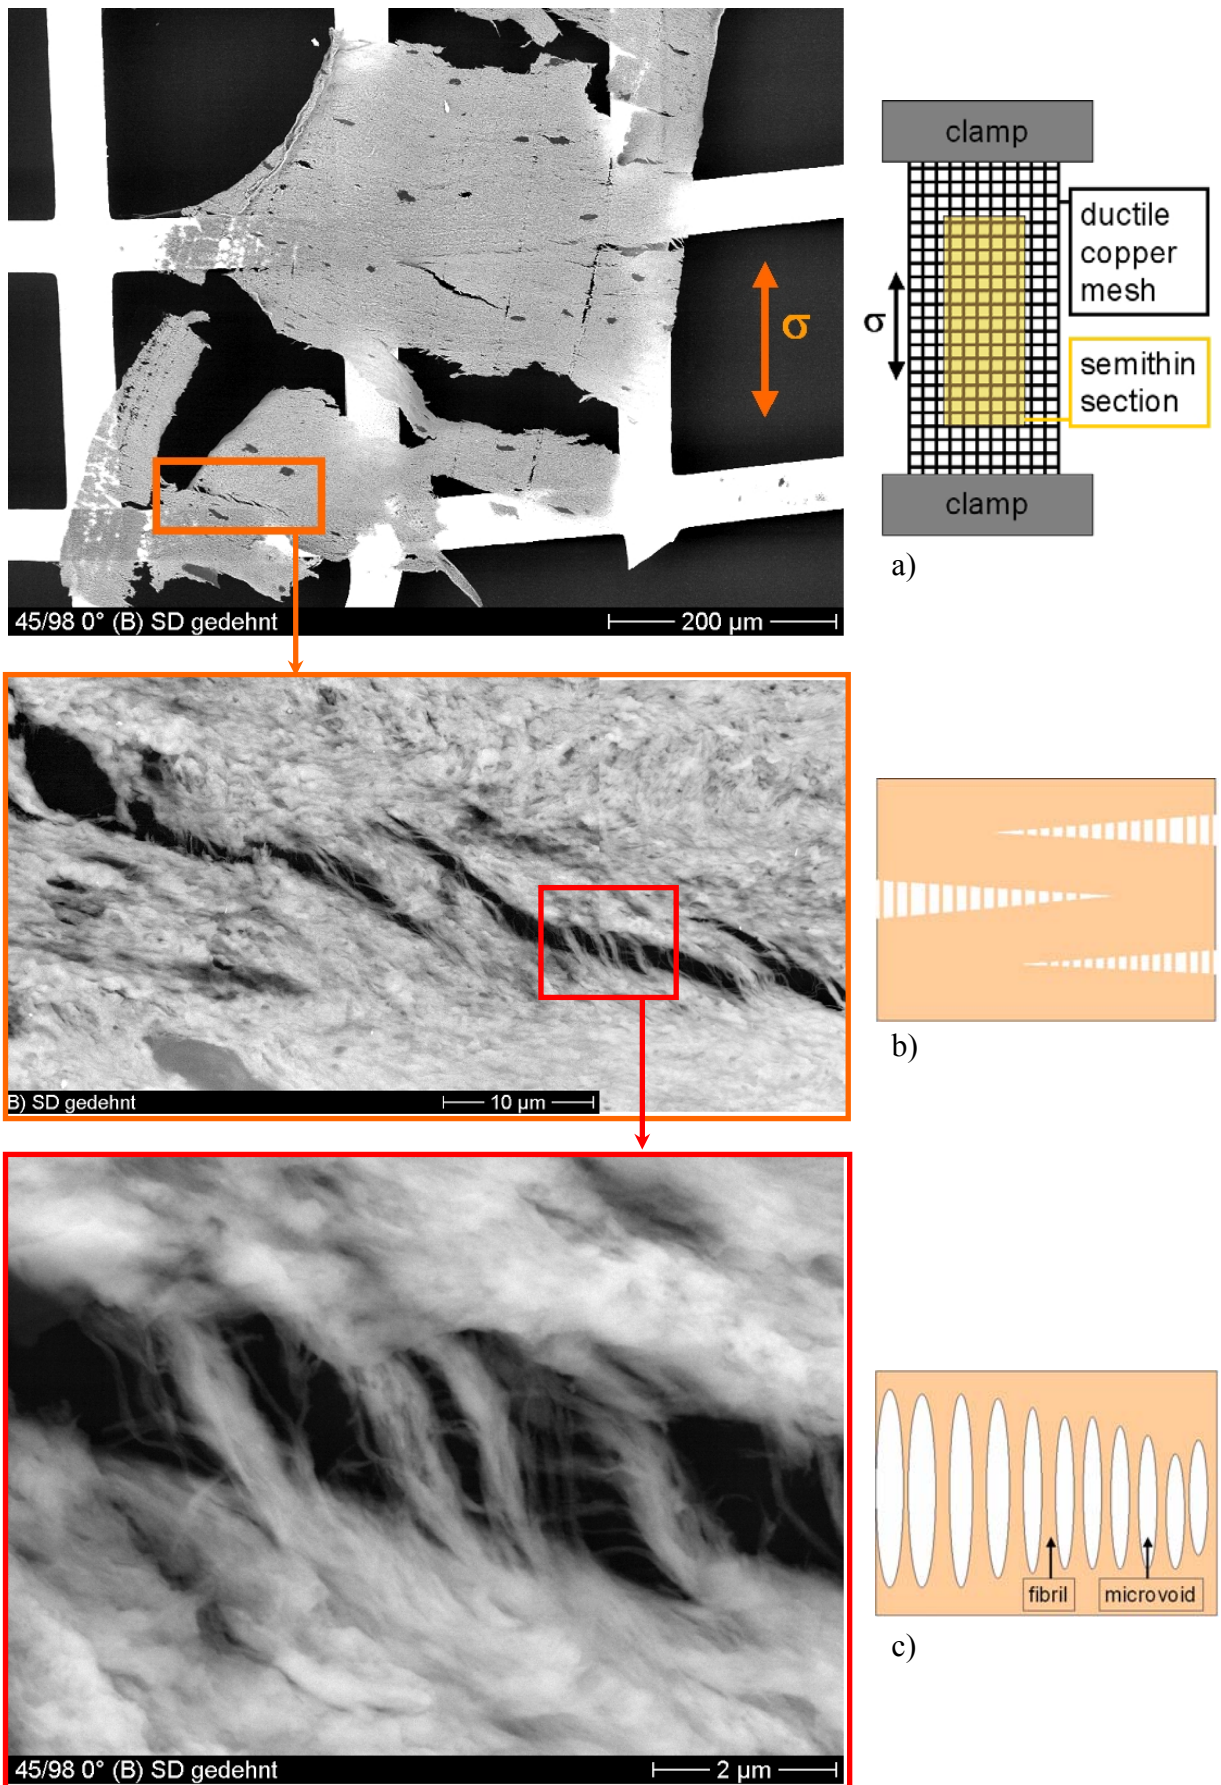 clamp
ductile
copper
mesh
σ
σ
semithin
section
clamp
a)
45/98 0° (B) SD gedehnt
200 µm
b)
B) SD gedehnt
10 µm
fibril
microvoid
c)
45/98 0° (B) SD gedehnt
2 µm